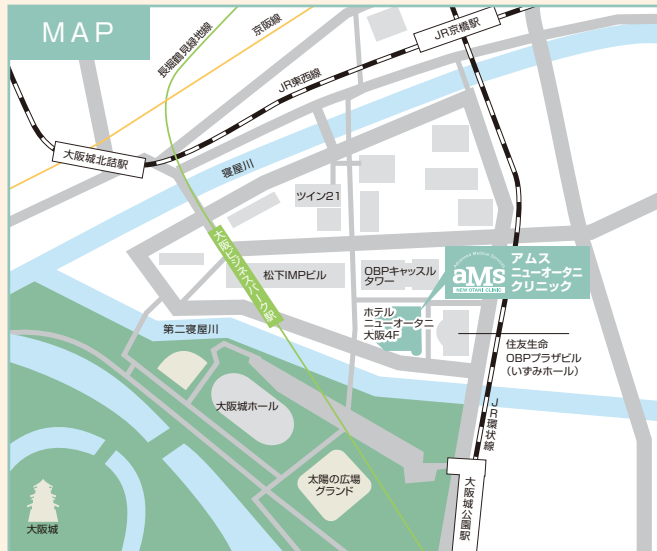 MAP
長堀鶴見緑地線
京阪線
JR京橋駅
JR東西線
大阪城北詰駅
寝屋川
ツイン21
大阪ビジネスパーク駅
松下IMPビル
OBPキャッスル
タワー
aMs
NEW OTANI CLINIC
アムス
ニューオータニ
クリニック
ホテル
ニューオータニ
大阪4F
第二寝屋川
住友生命
OBPプラザビル
(いずみホール)
大阪城ホール
JR環状線
太陽の広場
グランド
大阪城公園駅
大阪城